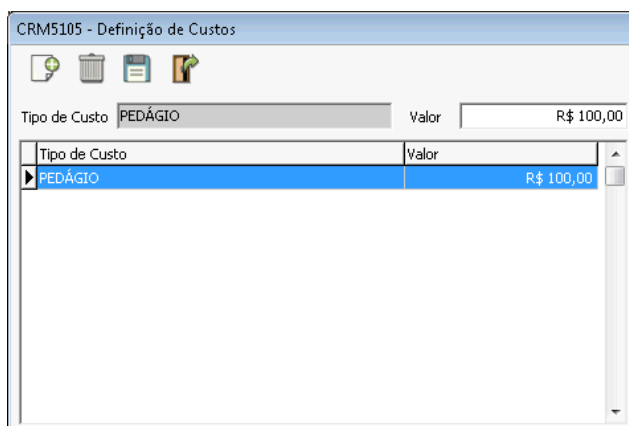 CRM5105 - Definição de Custos
Tipo de Custo PEDÁGIO Valor R$ 100,00
Tipo de Custo Valor
PEDÁGIO R$ 100,00